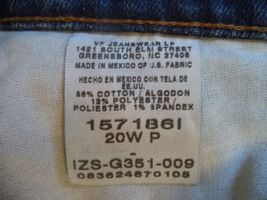 VF JEANSWEAR LP
1421 SOUTH ELM STREET
GREENSBORO, NC 27406
MADE IN MEXICO OF U.S. FABRIC
HECHO EN MÉXICO CON TELA DE
EE.UU.
86% COTTON / ALGODON
13% POLYESTER /
POLIESTER 1% SPANDEX
1571861
20W P
-
IZS-G351-009
083624870105